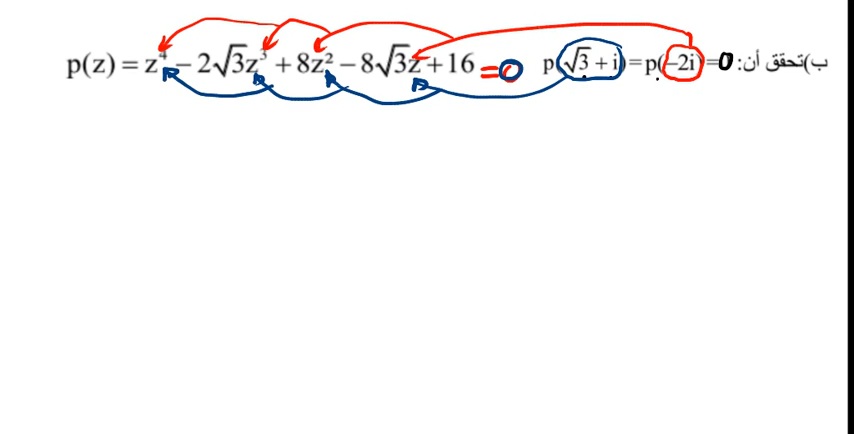 ب)تحقق أن: p(√3 + i)=p(−2i)=0 p(z) = z⁴ − 2√3z³ + 8z² − 8√3z + 16 =0